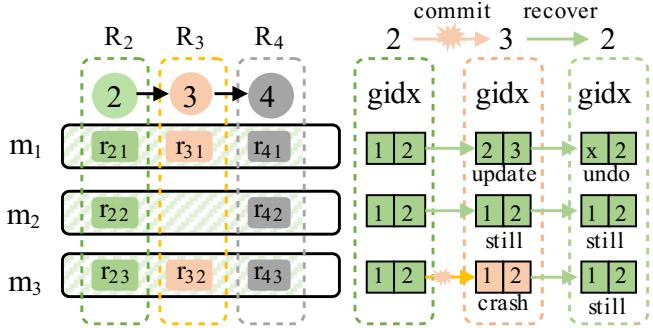 commit recover
R2 R3 R4 2 3 2
2 3 4 gidx gidx gidx
m1 r21 r31 r41 1 2 2 3 x 2
update undo
m2 r22 r42 1 2 1 2 1 2
still still
m3 r23 r32 r43 1 2 1 2 1 2
crash still